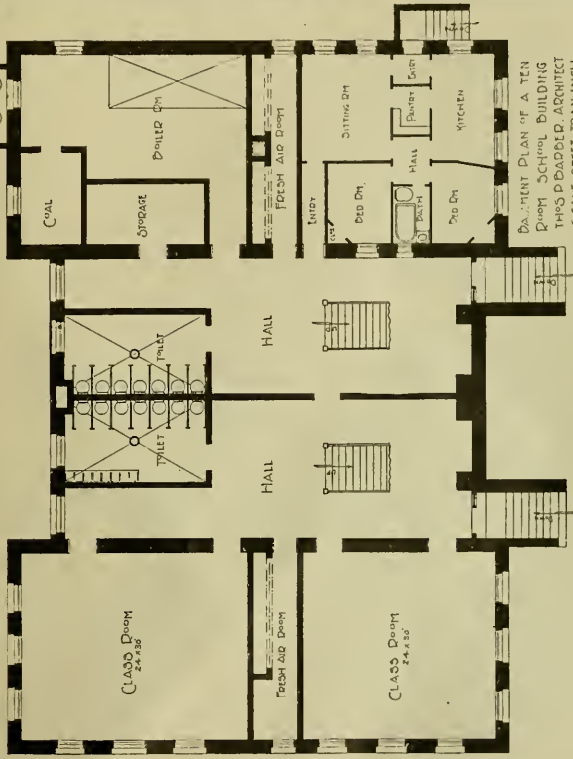 COAL
BOILER RM
STORAGE
FRESH AIR ROOM
ENTRY
SITTING RM
BED RM.
CLO.
PANTRY
ENTRY
HALL
BATH
KITCHEN
BED RM.
TOILET
TOILET
HALL
HALL
CLASS ROOM
24 X 30
FRESH AIR ROOM
CLASS ROOM
24 X 30
BASEMENT PLAN OF A TEN
ROOM SCHOOL BUILDING
THOS P BARBER, ARCHITECT